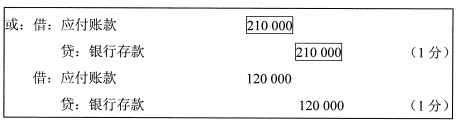 或：借：应付账款 210 000
贷：银行存款 210 000 （1 分）
借：应付账款 120 000
贷：银行存款 120 000 （1 分）